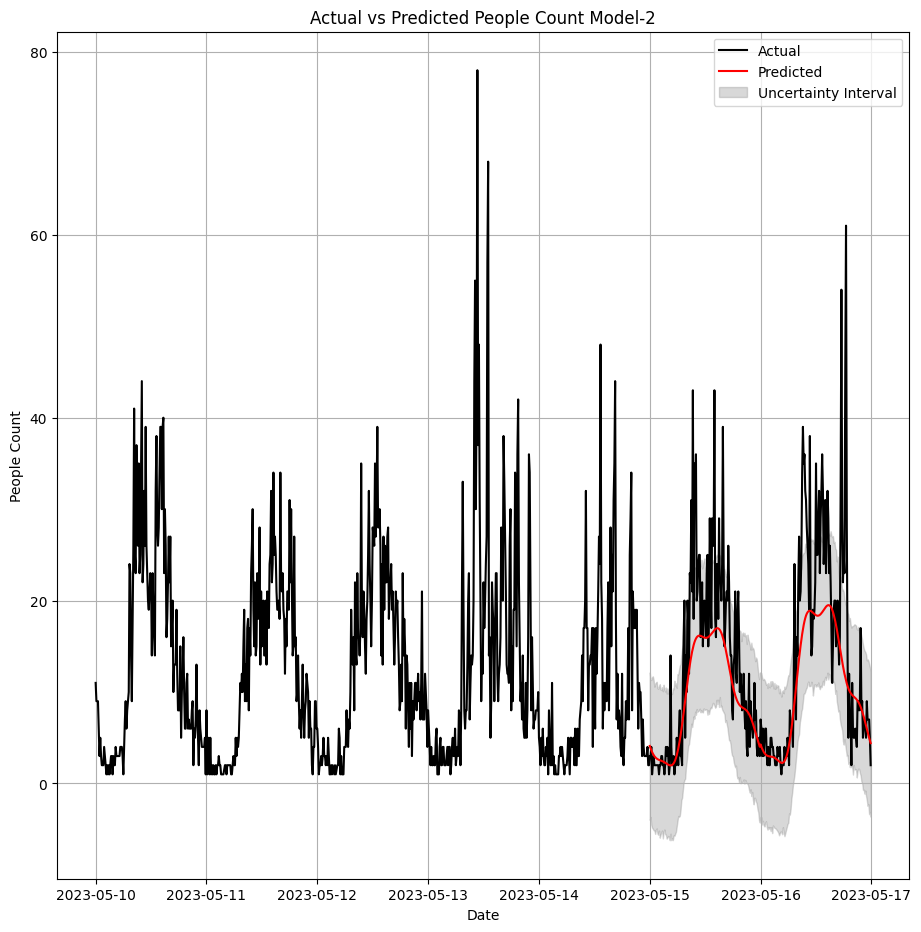 Actual vs Predicted People Count Model-2
Actual
Predicted
Uncertainty Interval
80
60
40
20
0
People Count
2023-05-10 2023-05-11 2023-05-12 2023-05-13 2023-05-14 2023-05-15 2023-05-16 2023-05-17
Date